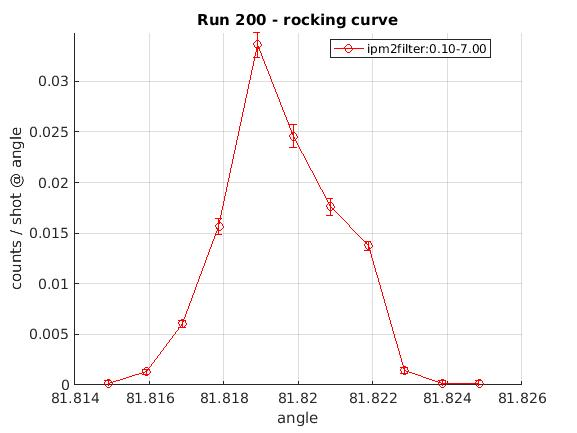 Run 200 - rocking curve
ipm2filter:0.10-7.00
counts / shot @ angle
0.03
0.025
0.02
0.015
0.01
0.005
0
81.814 81.816 81.818 81.82 81.822 81.824 81.826
angle